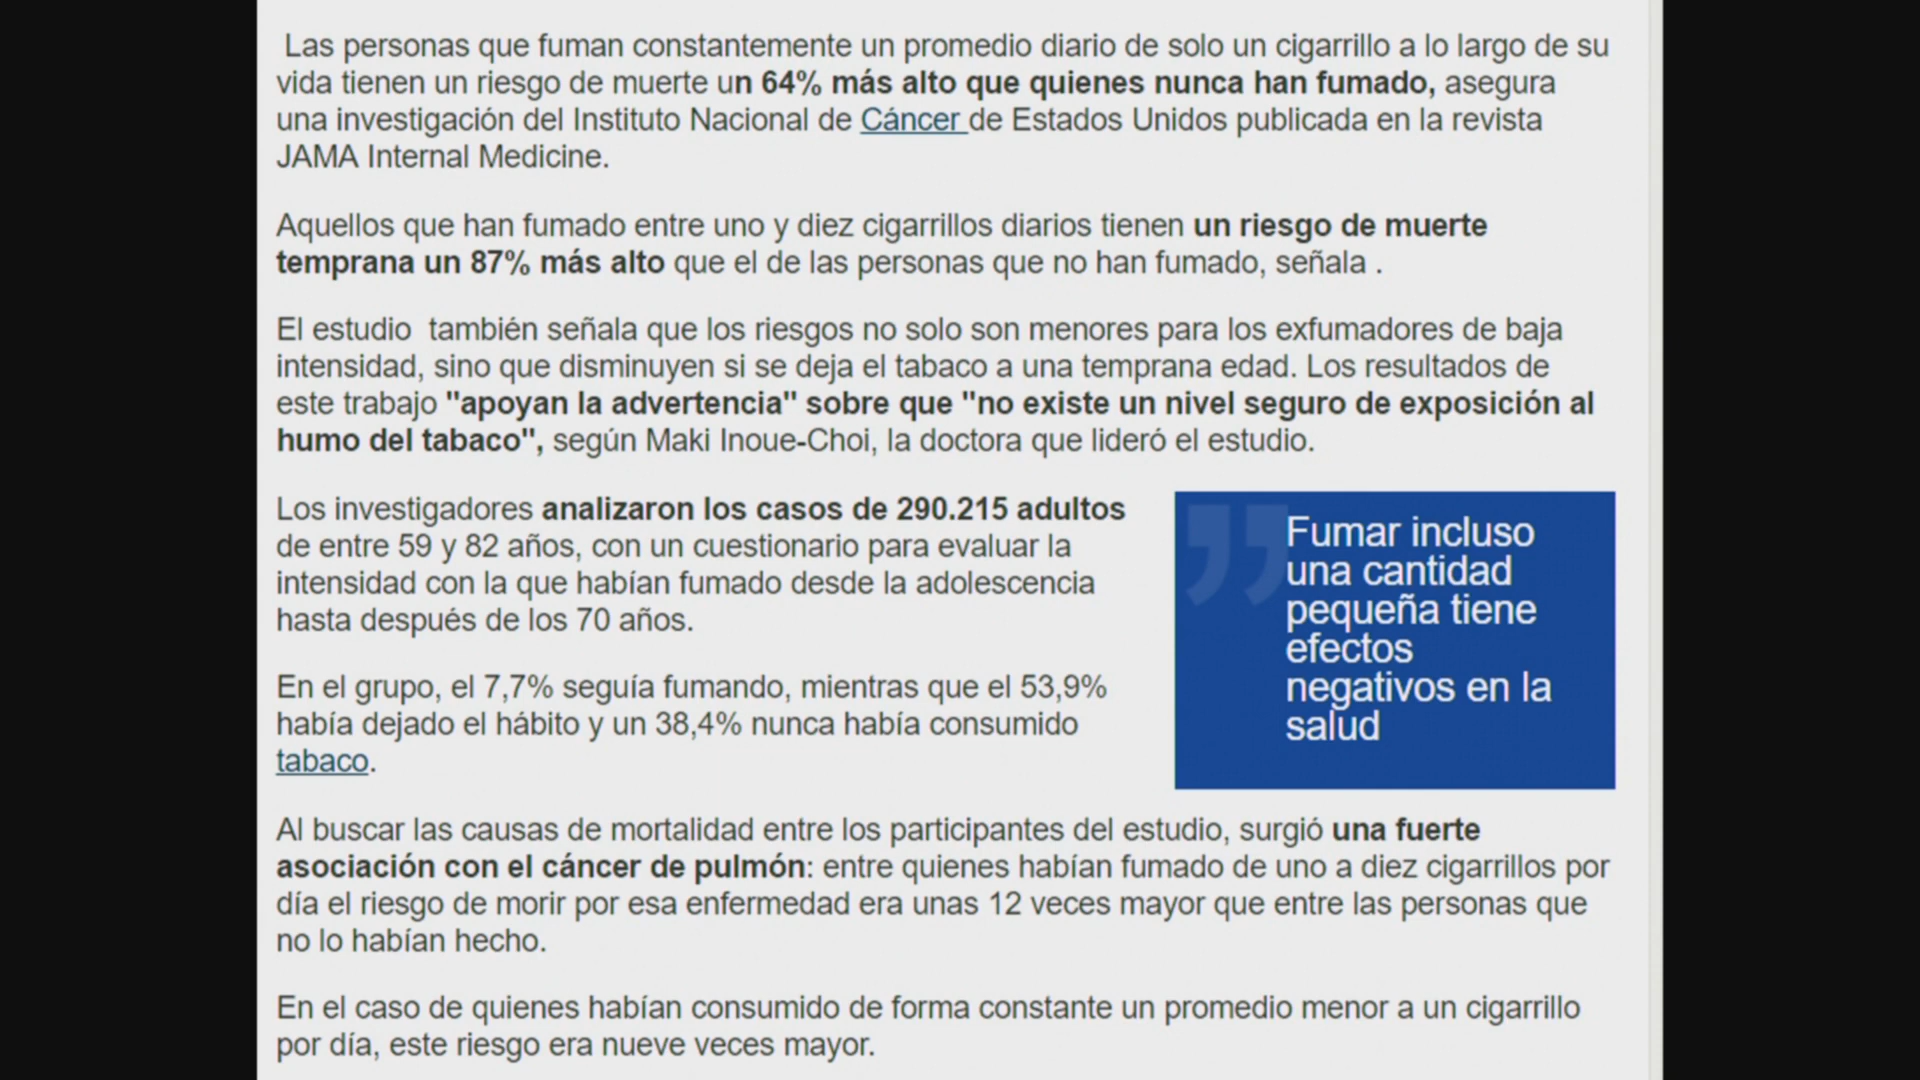 Las personas que fuman constantemente un promedio diario de solo un cigarrillo a lo largo de su
vida tienen un riesgo de muerte un 64% más alto que quienes nunca han fumado, asegura
una investigación del Instituto Nacional de Cáncer de Estados Unidos publicada en la revista
JAMA Internal Medicine.
Aquellos que han fumado entre uno y diez cigarrillos diarios tienen un riesgo de muerte
temprana un 87% más alto que el de las personas que no han fumado, señala .
El estudio  también señala que los riesgos no solo son menores para los exfumadores de baja
intensidad, sino que disminuyen si se deja el tabaco a una temprana edad. Los resultados de
este trabajo "apoyan la advertencia" sobre que "no existe un nivel seguro de exposición al
humo del tabaco", según Maki Inoue-Choi, la doctora que lideró el estudio.
Los investigadores analizaron los casos de 290.215 adultos
de entre 59 y 82 años, con un cuestionario para evaluar la
intensidad con la que habían fumado desde la adolescencia
hasta después de los 70 años.
En el grupo, el 7,7% seguía fumando, mientras que el 53,9%
había dejado el hábito y un 38,4% nunca había consumido
tabaco.
"
Fumar incluso
una cantidad
pequeña tiene
efectos
negativos en la
salud
Al buscar las causas de mortalidad entre los participantes del estudio, surgió una fuerte
asociación con el cáncer de pulmón: entre quienes habían fumado de uno a diez cigarrillos por
día el riesgo de morir por esa enfermedad era unas 12 veces mayor que entre las personas que
no lo habían hecho.
En el caso de quienes habían consumido de forma constante un promedio menor a un cigarrillo
por día, este riesgo era nueve veces mayor.